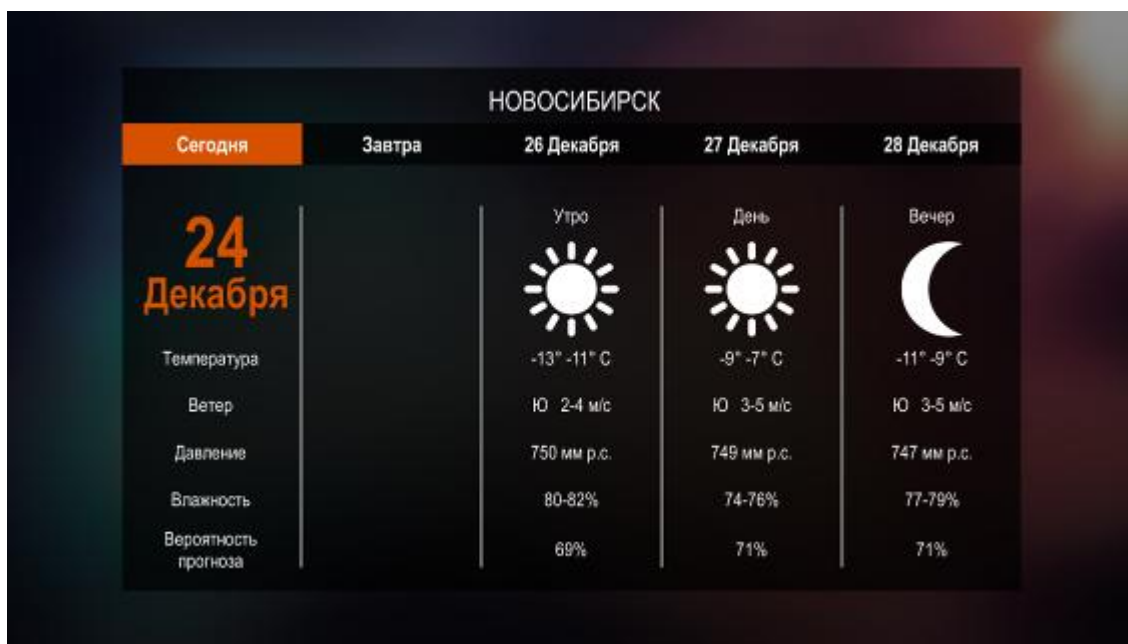 НОВОСИБИРСК
Сегодня Завтра 26 Декабря 27 Декабря 28 Декабря
24
Декабря
Утро День Вечер
Температура -13° -11° C -9° -7° C -11° -9° C
Ветер Ю 2-4 м/с Ю 3-5 м/с Ю 3-5 м/с
Давление 750 мм р.с. 749 мм р.с. 747 мм р.с.
Влажность 80-82% 74-76% 77-79%
Вероятность
прогноза 69% 71% 71%